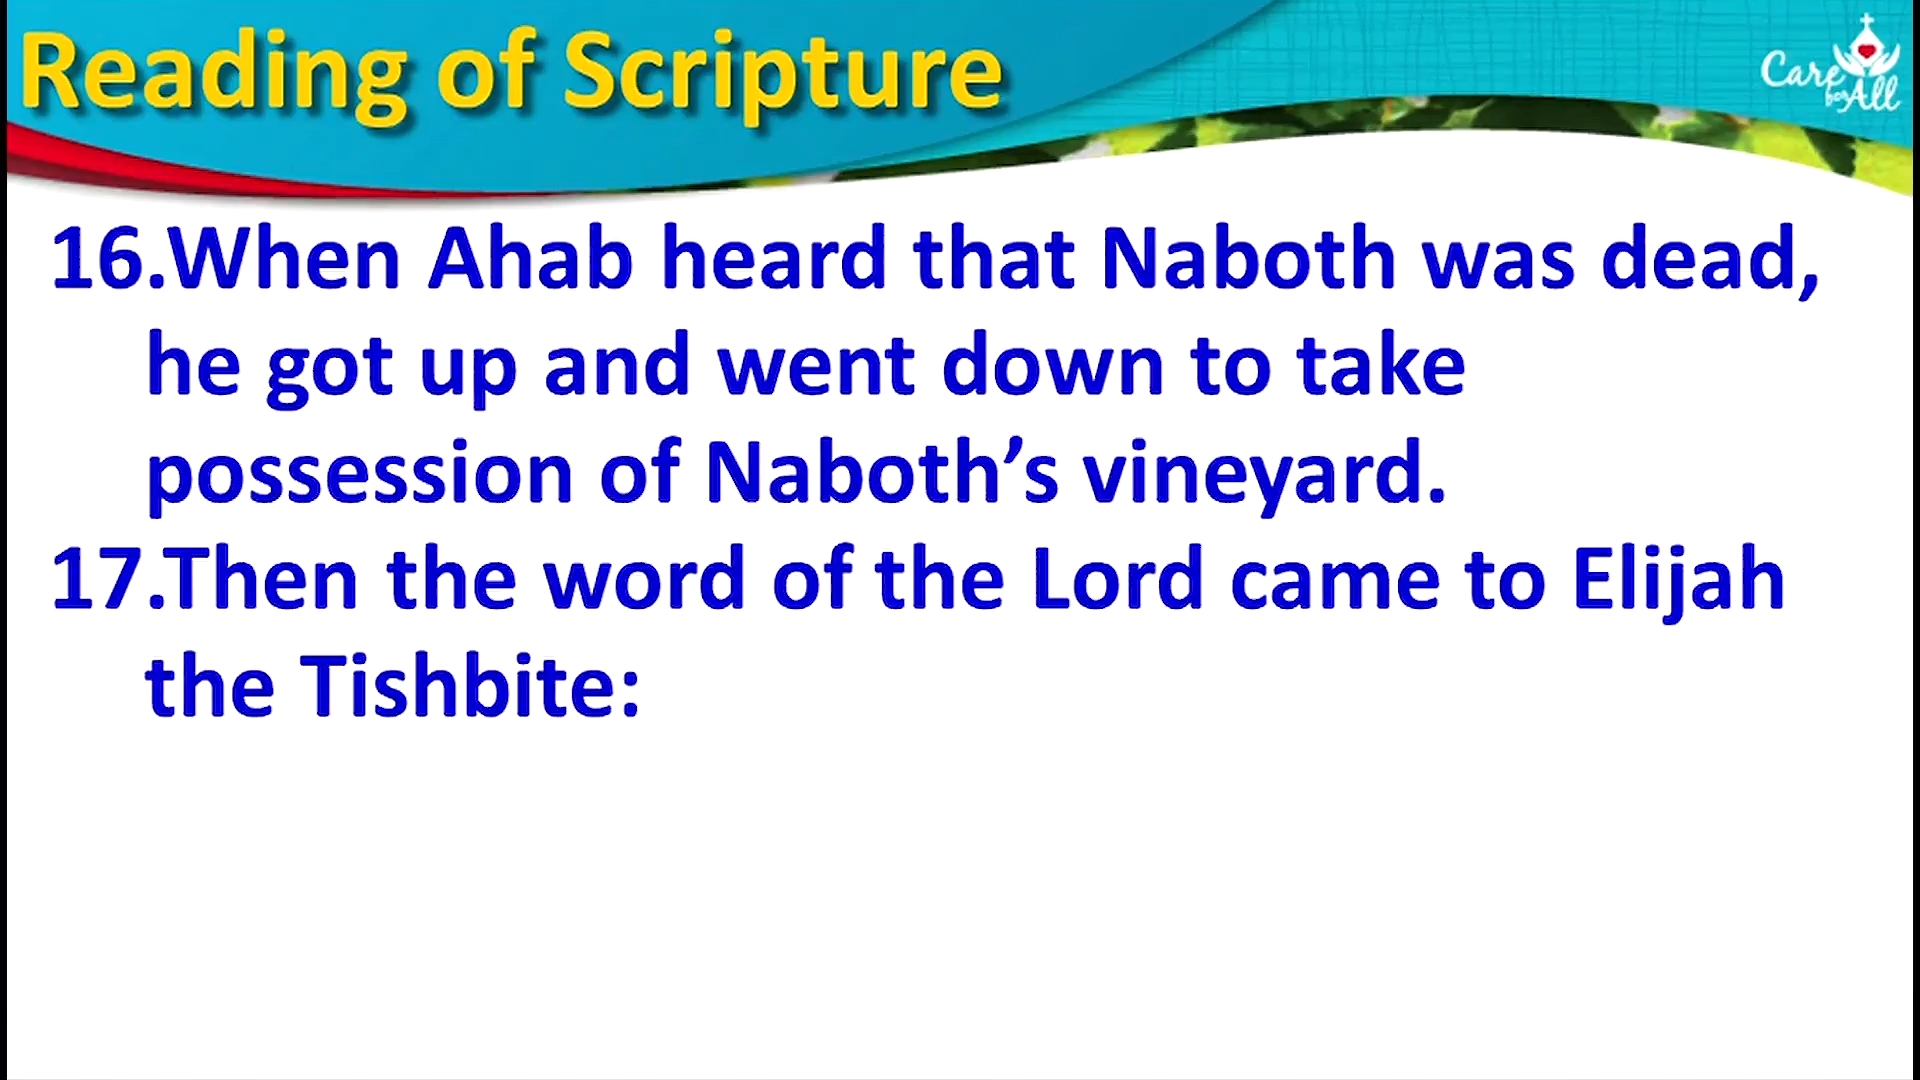 Reading of Scripture
Care
for All
16.When Ahab heard that Naboth was dead,
he got up and went down to take
possession of Naboth’s vineyard.
17.Then the word of the Lord came to Elijah
the Tishbite: